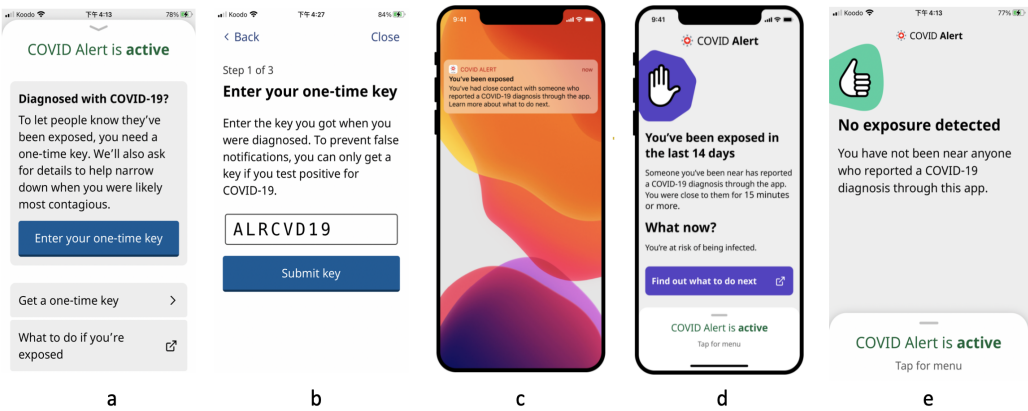 Koodo 下午4:13 78%
COVID Alert is active
Diagnosed with COVID-19?
To let people know they've
been exposed, you need a
one-time key. We'll also ask
for details to help narrow
down when you were likely
most contagious.
Enter your one-time key
Get a one-time key
What to do if you're
exposed
a
Koodo 下午4:27 84%
< Back Close
Step 1 of 3
Enter your one-time key
Enter the key you got when you
were diagnosed. To prevent false
notifications, you can only get a
key if you test positive for
COVID-19.
ALRCVD19
Submit key
b
9:41
COVID ALERT now
You've been exposed
You've had close contact with someone who
reported a COVID-19 diagnosis through the app.
Learn more about what to do next.
c
9:41
COVID Alert
You've been exposed in
the last 14 days
Someone you've been near has reported
a COVID-19 diagnosis through the app.
You were close to them for 15 minutes
or more.
What now?
You're at risk of being infected.
Find out what to do next
COVID Alert is active
Tap for menu
d
Koodo 下午4:13 77%
COVID Alert
No exposure detected
You have not been near anyone
who reported a COVID-19
diagnosis through this app.
COVID Alert is active
Tap for menu
e